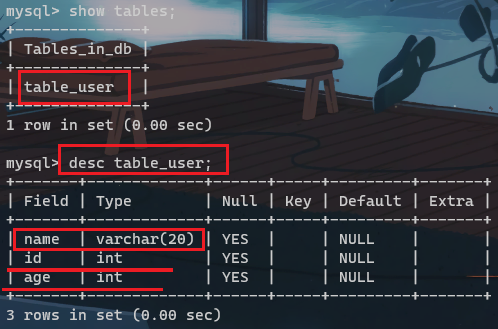 mysql> show tables;
+--------------+
| Tables_in_db |
+--------------+
| table_user   |
+--------------+
1 row in set (0.00 sec)
mysql> desc table_user;
+-------+-------------+------+-----+---------+-------+
| Field | Type        | Null | Key | Default | Extra |
+-------+-------------+------+-----+---------+-------+
| name  | varchar(20) | YES  |     | NULL    |       |
| id    | int         | YES  |     | NULL    |       |
| age   | int         | YES  |     | NULL    |       |
+-------+-------------+------+-----+---------+-------+
3 rows in set (0.00 sec)